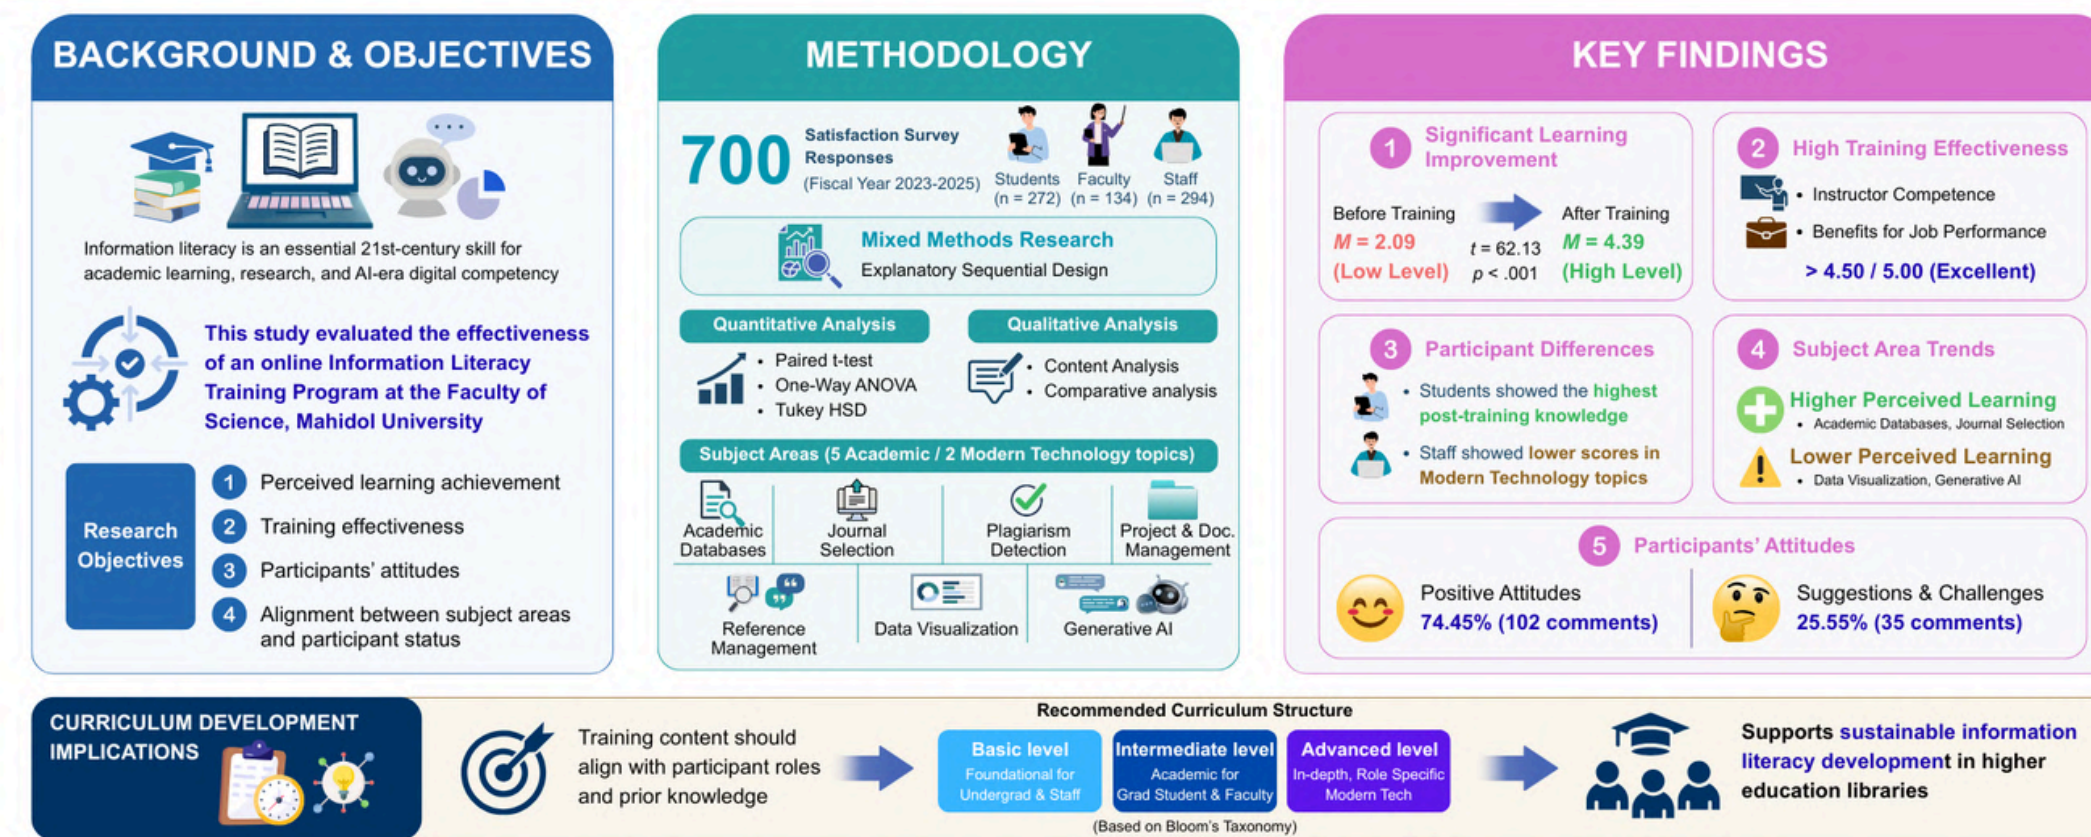 BACKGROUND & OBJECTIVES
Information literacy is an essential 21st-century skill for
academic learning, research, and AI-era digital competency
This study evaluated the effectiveness
of an online Information Literacy
Training Program at the Faculty of
Science, Mahidol University
Research
Objectives
1 Perceived learning achievement
2 Training effectiveness
3 Participants' attitudes
4 Alignment between subject areas
and participant status
METHODOLOGY
700
Satisfaction Survey
Responses
(Fiscal Year 2023-2025)
Students
(n = 272)
Faculty
(n = 134)
Staff
(n = 294)
Mixed Methods Research
Explanatory Sequential Design
Quantitative Analysis
• Paired t-test
• One-Way ANOVA
• Tukey HSD
Qualitative Analysis
• Content Analysis
• Comparative analysis
Subject Areas (5 Academic / 2 Modern Technology topics)
Academic
Databases
Journal
Selection
Plagiarism
Detection
Project & Doc.
Management
Reference
Management
Data Visualization
Generative AI
KEY FINDINGS
1 Significant Learning
Improvement
Before Training
M = 2.09
(Low Level)
t = 62.13
p < .001
After Training
M = 4.39
(High Level)
2 High Training Effectiveness
• Instructor Competence
• Benefits for Job Performance
> 4.50 / 5.00 (Excellent)
3 Participant Differences
• Students showed the highest
post-training knowledge
• Staff showed lower scores in
Modern Technology topics
4 Subject Area Trends
Higher Perceived Learning
• Academic Databases, Journal Selection
Lower Perceived Learning
• Data Visualization, Generative AI
5 Participants' Attitudes
Positive Attitudes
74.45% (102 comments)
Suggestions & Challenges
25.55% (35 comments)
CURRICULUM DEVELOPMENT
IMPLICATIONS
Training content should
align with participant roles
and prior knowledge
Recommended Curriculum Structure
Basic level
Foundational for
Undergrad & Staff
Intermediate level
Academic for
Grad Student & Faculty
Advanced level
In-depth, Role Specific
Modern Tech
(Based on Bloom's Taxonomy)
Supports sustainable information
literacy development in higher
education libraries